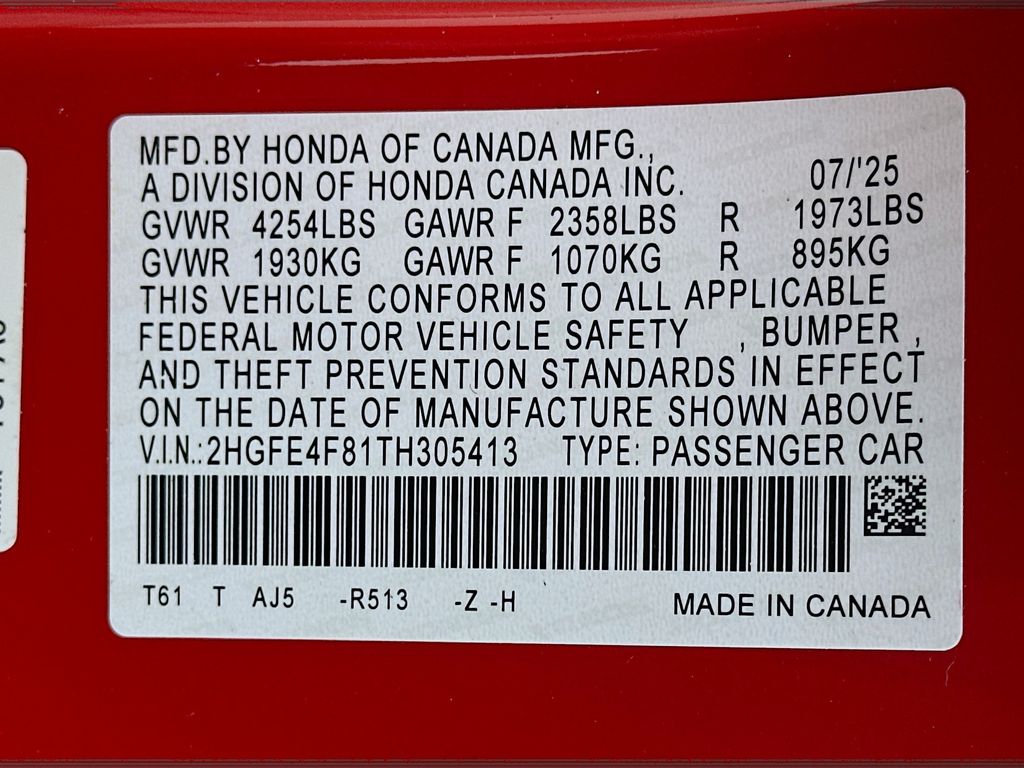 MFD.BY HONDA OF CANADA MFG.,
A DIVISION OF HONDA CANADA INC. 07/'25
GVWR 4254LBS GAWR F 2358LBS R 1973LBS
GVWR 1930KG GAWR F 1070KG R 895KG
THIS VEHICLE CONFORMS TO ALL APPLICABLE
FEDERAL MOTOR VEHICLE SAFETY , BUMPER ,
AND THEFT PREVENTION STANDARDS IN EFFECT
ON THE DATE OF MANUFACTURE SHOWN ABOVE.
V.I.N.:2HGFE4F81TH305413 TYPE: PASSENGER CAR
T61 T AJ5 -R513 -Z -H MADE IN CANADA